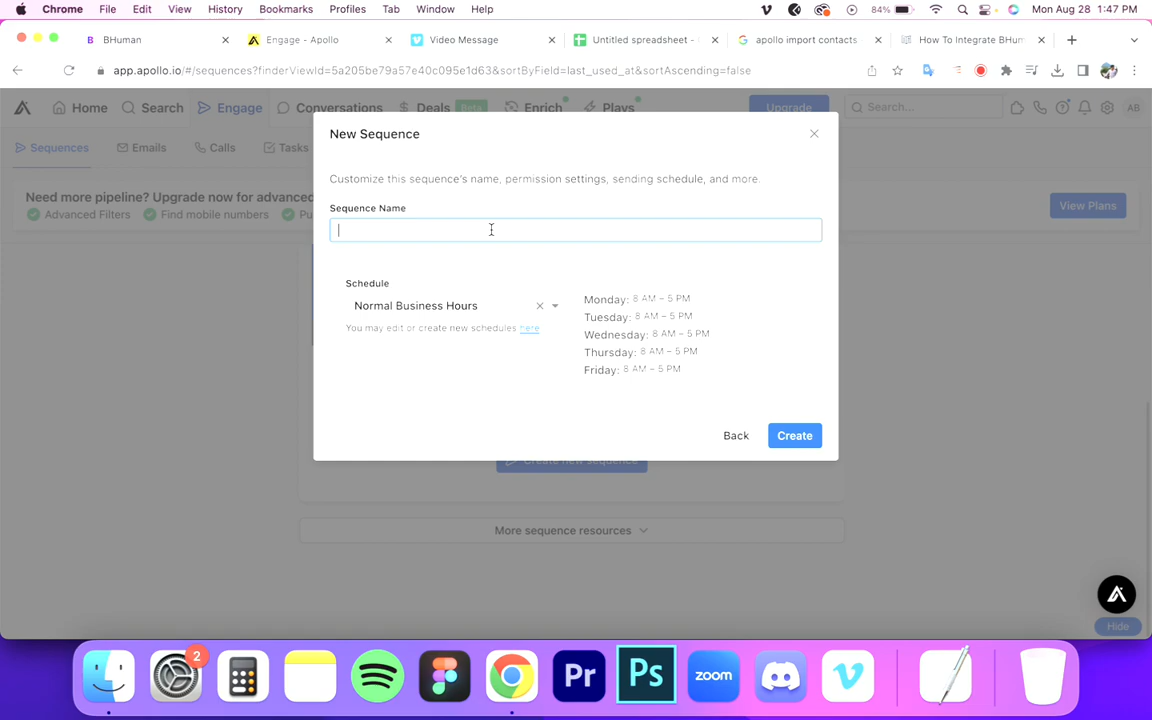 Chrome File Edit View History Bookmarks Profiles Tab Window Help 84% Mon Aug 28 1:47 PM
B BHuman Engage - Apollo Video Message Untitled spreadsheet - apollo import contacts How To Integrate BHum
app.apollo.io/#/sequences?finderViewId=5a205be79a57e40c095e1d63&sortByField=last_used_at&sortAscending=false
Home Search Engage Conversations $ Deals Beta Enrich Plays Upgrade Search... AB
Sequences Emails Calls Tasks
New Sequence
Customize this sequence's name, permission settings, sending schedule, and more.
Need more pipeline? Upgrade now for advanced
View Plans
Advanced Filters Find mobile numbers Pu
Sequence Name
Schedule
Normal Business Hours
You may edit or create new schedules here
Monday: 8 AM – 5 PM
Tuesday: 8 AM – 5 PM
Wednesday: 8 AM – 5 PM
Thursday: 8 AM – 5 PM
Friday: 8 AM – 5 PM
Back Create
Create new sequence
More sequence resources
Hide
2
Pr Ps zoom